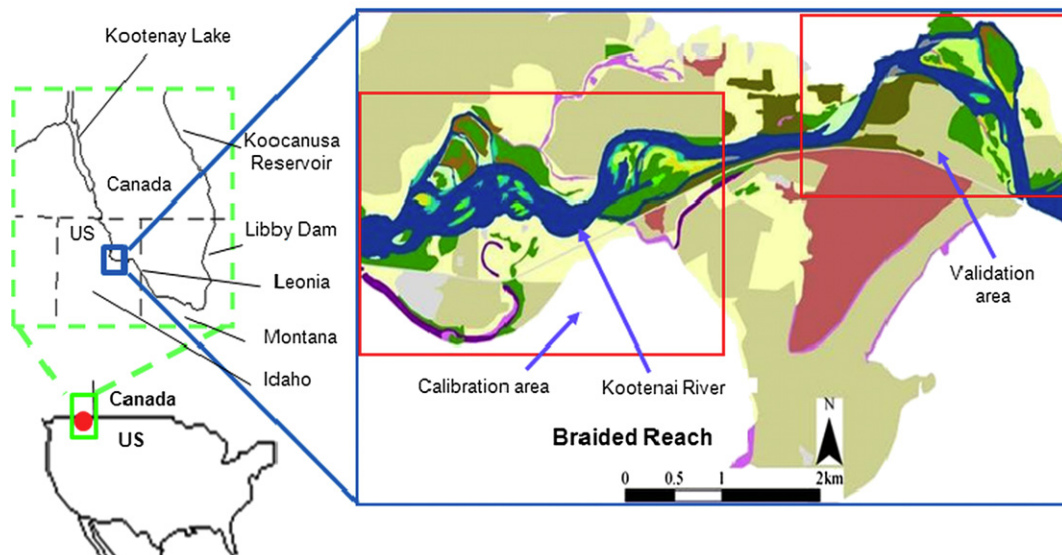 Kootenay Lake
Koocanusa
Reservoir
Canada
US
Libby Dam
Leonia
Montana
Idaho
Canada
US
Validation
area
Calibration area
Kootenai River
Braided Reach
N
0 0.5 1 2km